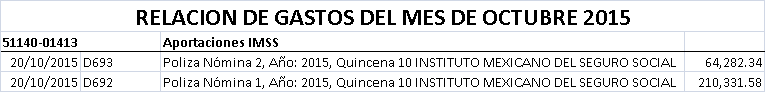 RELACION DE GASTOS DEL MES DE OCTUBRE 2015
51140-01413 Aportaciones IMSS
20/10/2015 D693 Poliza Nómina 2, Año: 2015, Quincena 10 INSTITUTO MEXICANO DEL SEGURO SOCIAL 64,282.34
20/10/2015 D692 Poliza Nómina 1, Año: 2015, Quincena 10 INSTITUTO MEXICANO DEL SEGURO SOCIAL 210,331.58